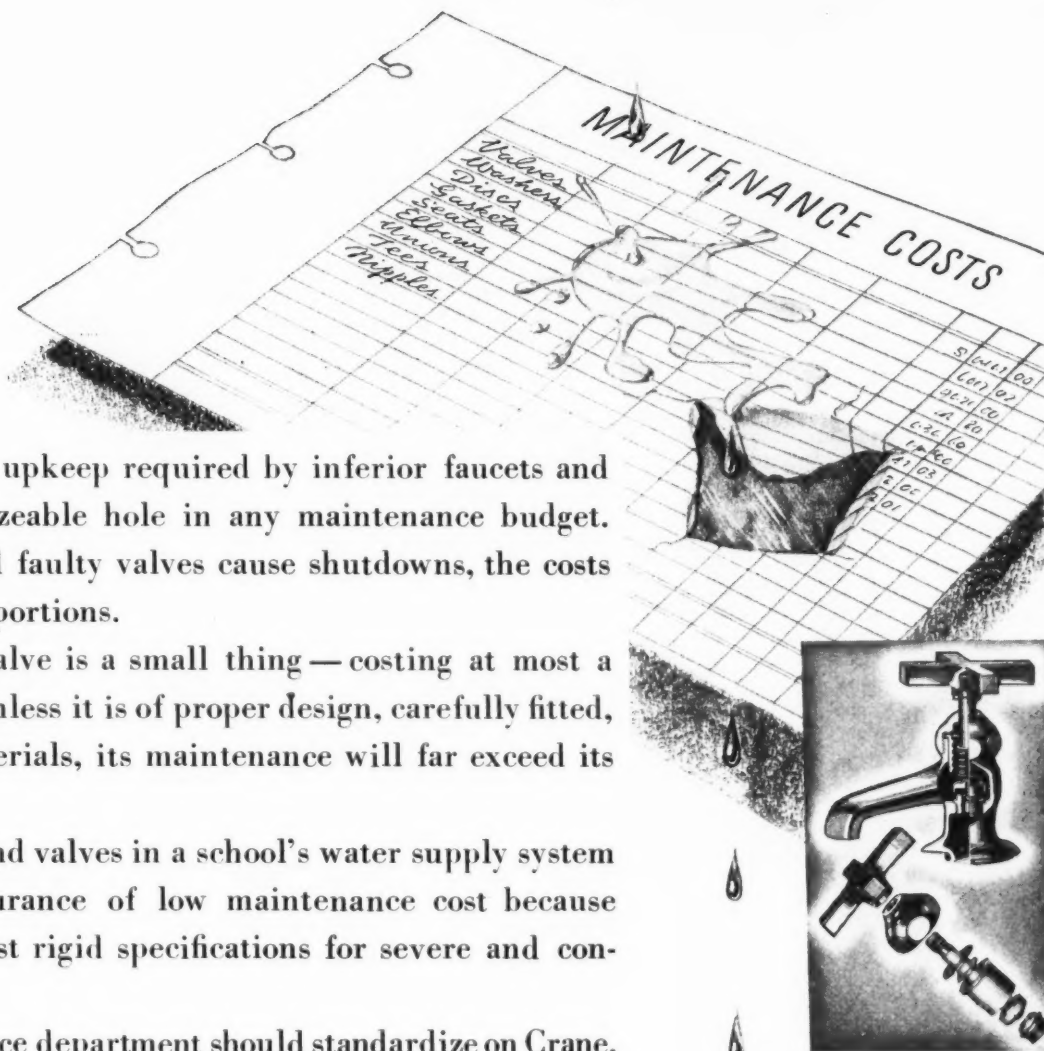 MAINTENANCE COSTS
Valves
Washers
Discs
Gaskets
Seats
Elbows
Unions
Tees
Nipples
upkeep required by inferior faucets and
zeable hole in any maintenance budget.
l faulty valves cause shutdowns, the costs
portions.
alve is a small thing — costing at most a
nless it is of proper design, carefully fitted,
erials, its maintenance will far exceed its
nd valves in a school's water supply system
urance of low maintenance cost because
st rigid specifications for severe and con-
ce department should standardize on Crane.